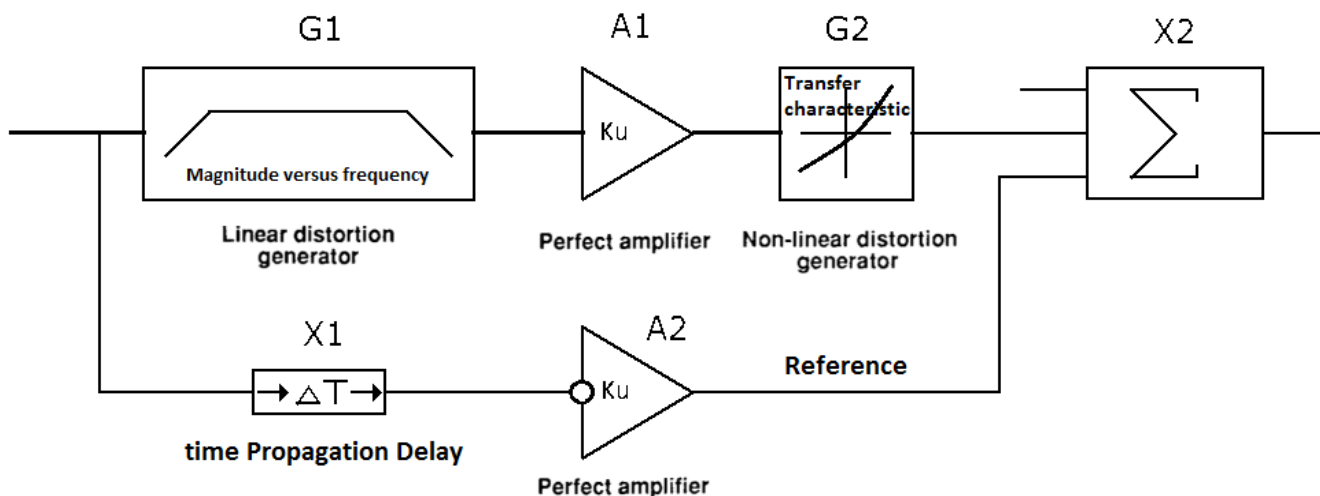 G1
A1
G2
X2
Transfer
characteristic
Ku
Magnitude versus frequency
Σ
Linear distortion
generator
Perfect amplifier
Non-linear distortion
generator
X1
A2
ΔT
Ku
Reference
time Propagation Delay
Perfect amplifier